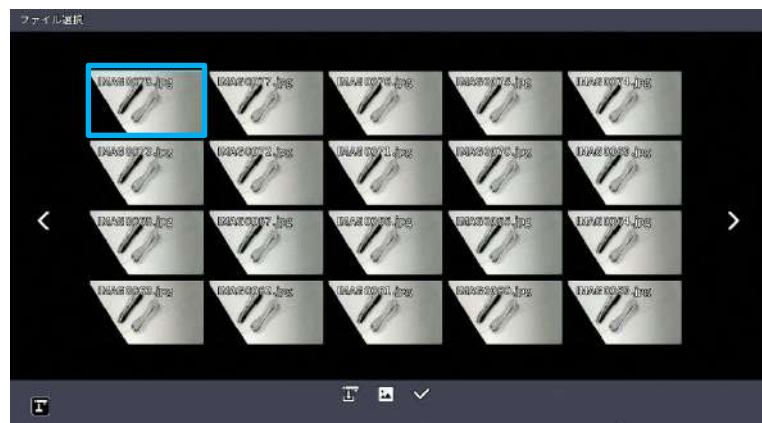 ファイル選択
IMAG0078.jpg IMAG0077.jpg IMAG0076.jpg IMAG0075.jpg IMAG0074.jpg
IMAG0073.jpg IMAG0072.jpg IMAG0071.jpg IMAG0070.jpg IMAG0069.jpg
IMAG0068.jpg IMAG0067.jpg IMAG0066.jpg IMAG0065.jpg IMAG0064.jpg
IMAG0063.jpg IMAG0062.jpg IMAG0061.jpg IMAG0060.jpg IMAG0059.jpg